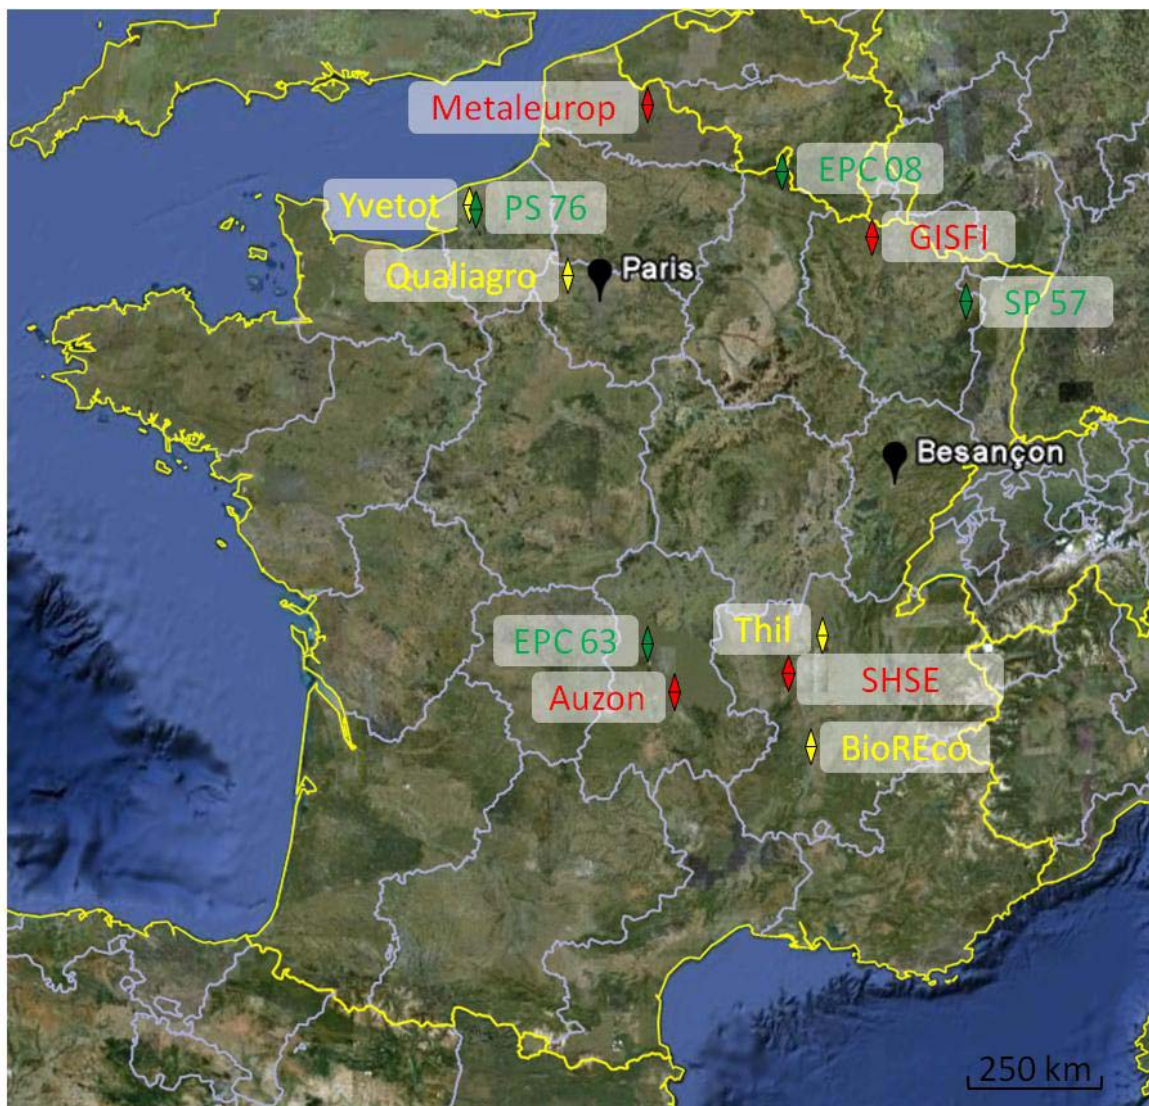 Metaleurop
EPC 08
Yvetot
PS 76
GISFI
Qualiagro
Paris
SP 57
Besançon
Thil
EPC 63
SHSE
Auzon
BioREco
250 km